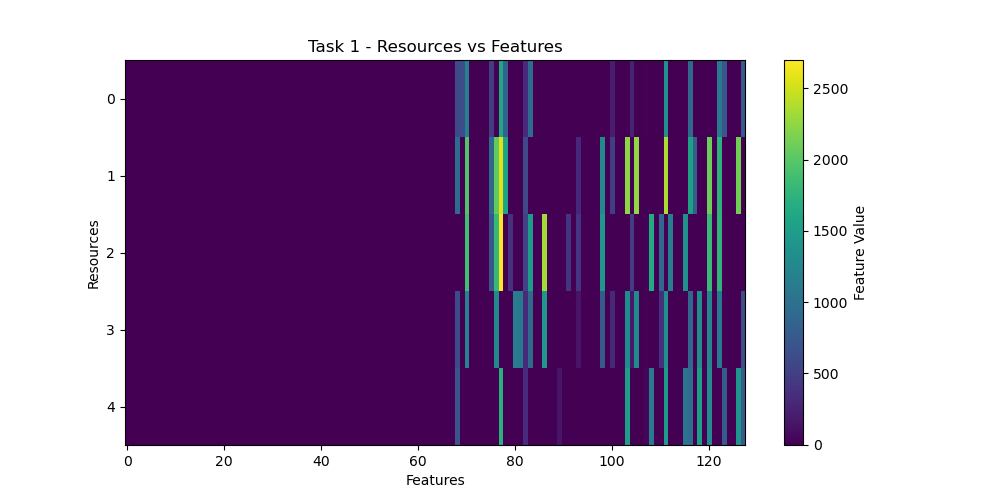 Task 1 - Resources vs Features
Resources
0
1
2
3
4
0 20 40 60 80 100 120
Features
2500
2000
1500
1000
500
0
Feature Value